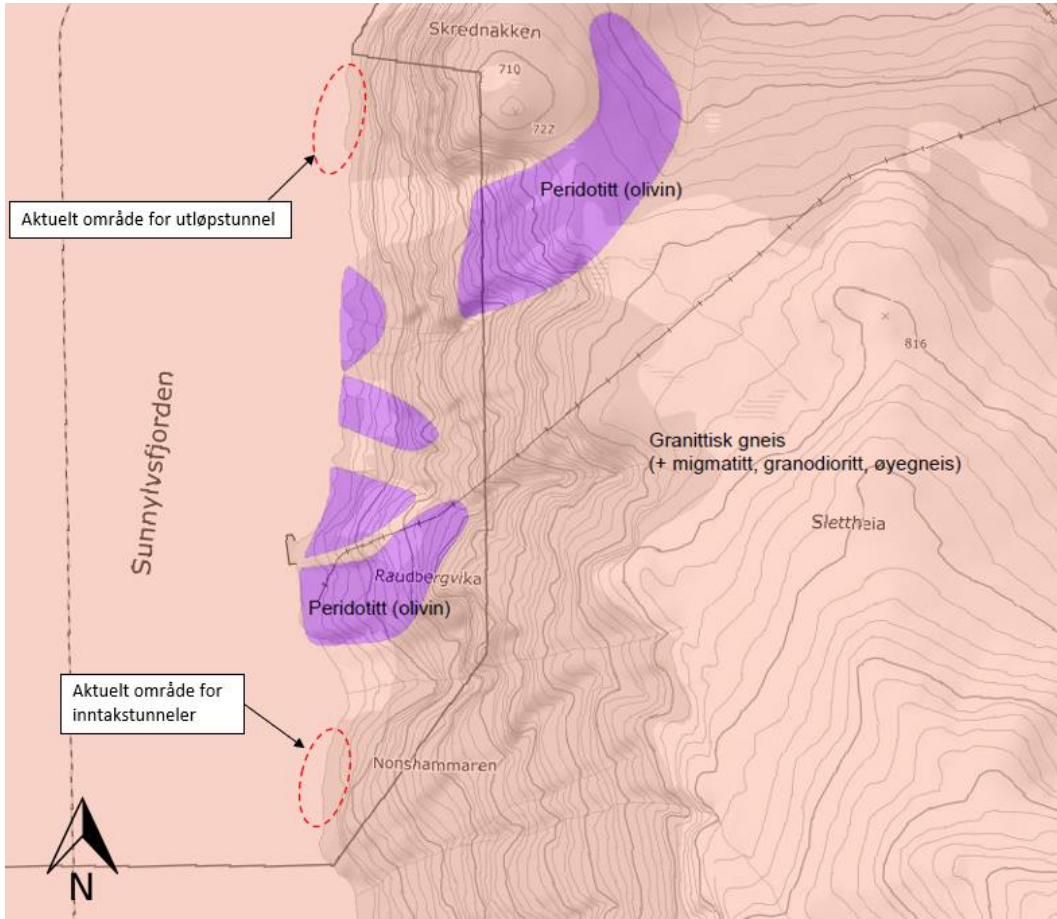 Skrednakken
710
722
Peridotitt (olivin)
Aktuelt område for utløpstunnel
816
Granittisk gneis
(+ migmatitt, granodioritt, øyegneis)
Sunnylvsfjorden
Slettheia
Raudbergvika
Peridotitt (olivin)
Aktuelt område for
inntakstunneler
Nonshammaren
N